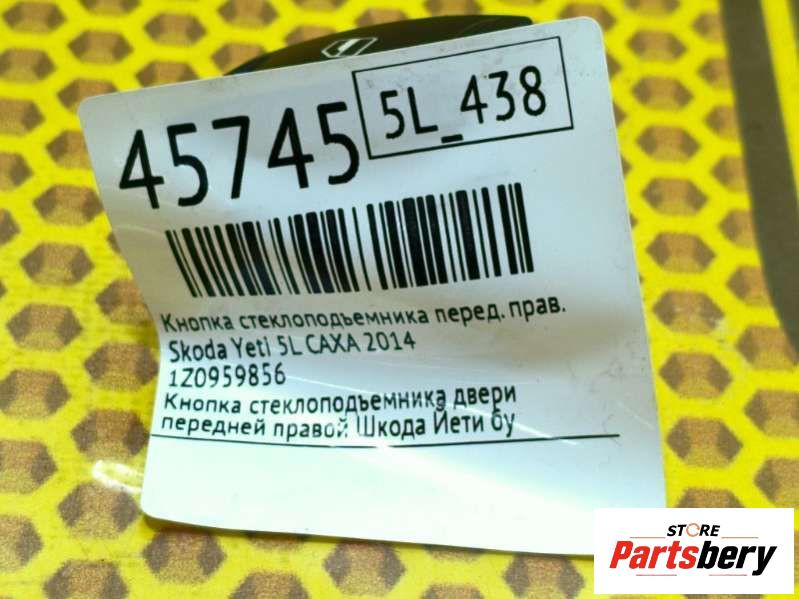 45745
5L_438
Кнопка стеклоподъемника перед. прав.
Skoda Yeti 5L CAXA 2014
1Z0959856
Кнопка стеклоподъемника двери
передней правой Шкода Йети бу
STORE
Partsbery